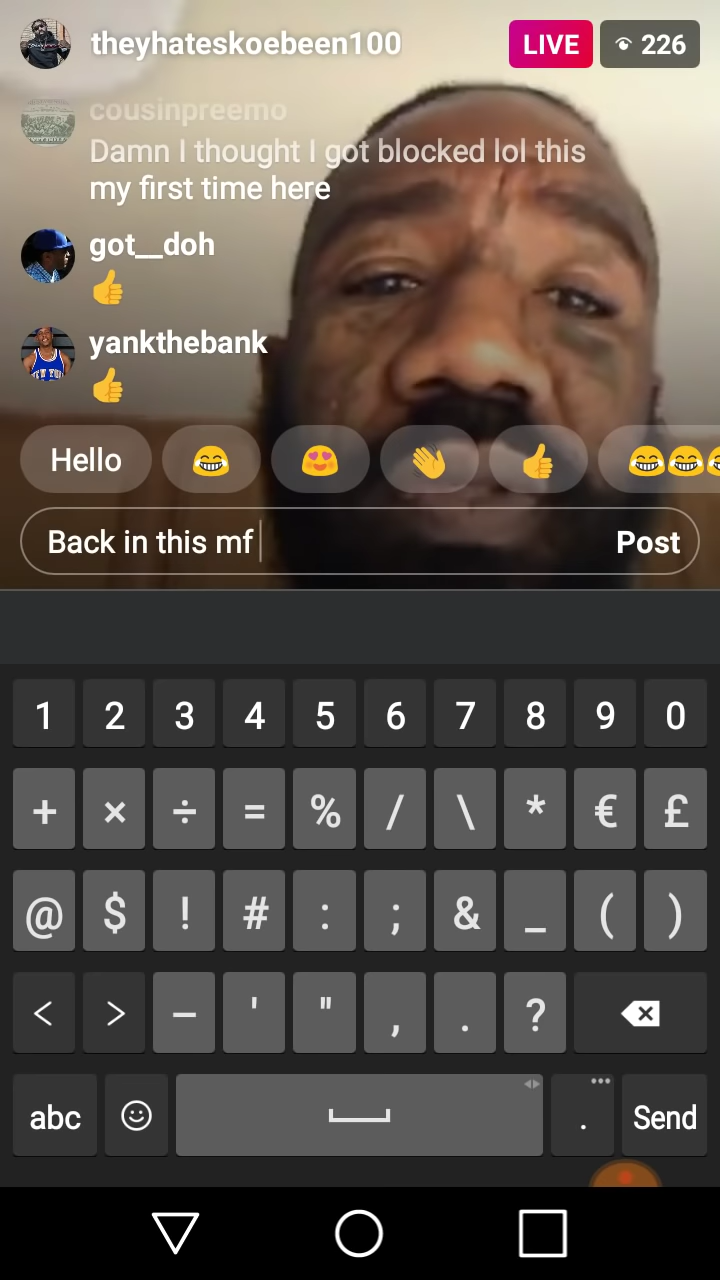 theyhateskoebeen100
LIVE
226
cousinpreemo
Damn I thought I got blocked lol this
my first time here
got__doh
👍
yankthebank
👍
Hello 😂 😍 👋 👍 😂😂😂
Back in this mf
Post
1 2 3 4 5 6 7 8 9 0
+ × ÷ = % / \ * € £
@ $ ! # : ; & _ ( )
< > – ' " , . ?
abc . Send